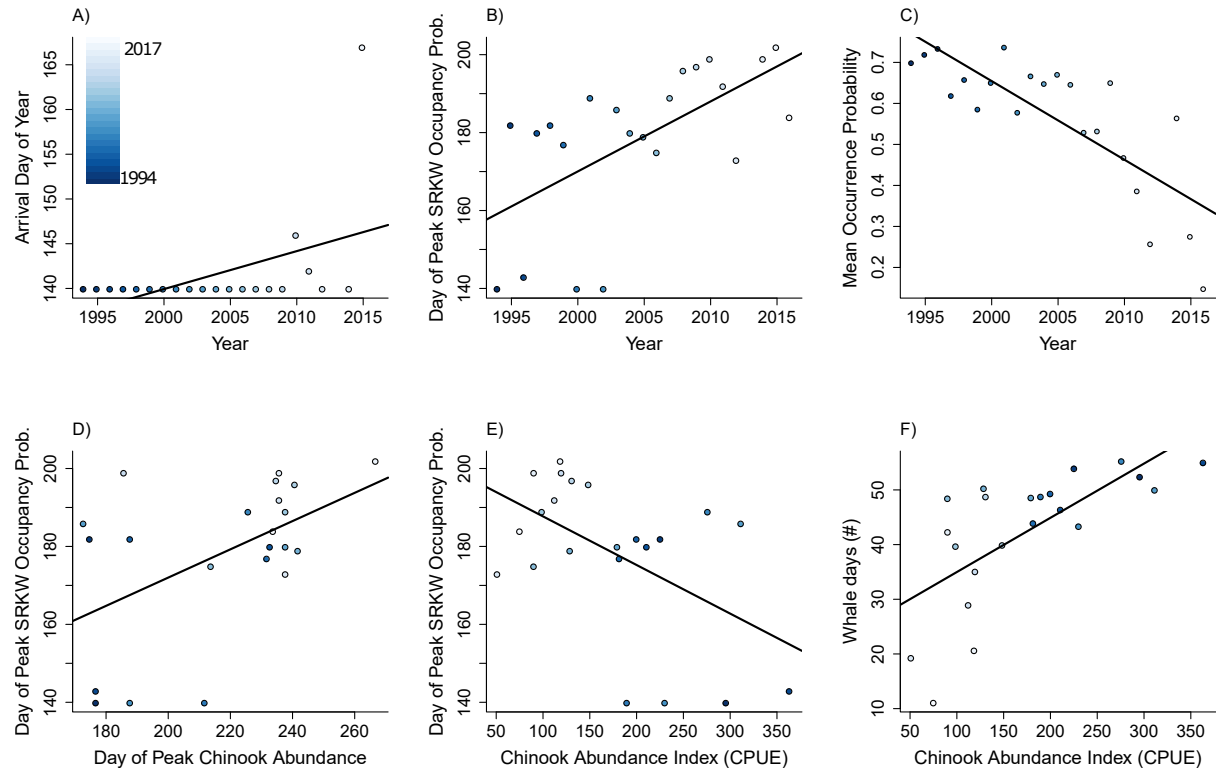 A)
2017
1994
Arrival Day of Year
140 145 150 155 160 165
1995 2000 2005 2010 2015
Year
B)
Day of Peak SRKW Occupancy Prob.
140 160 180 200
1995 2000 2005 2010 2015
Year
C)
Mean Occurrence Probability
0.2 0.3 0.4 0.5 0.6 0.7
1995 2000 2005 2010 2015
Year
D)
Day of Peak SRKW Occupancy Prob.
140 160 180 200
180 200 220 240 260
Day of Peak Chinook Abundance
E)
Day of Peak SRKW Occupancy Prob.
140 160 180 200
50 100 150 200 250 300 350
Chinook Abundance Index (CPUE)
F)
Whale days (#)
10 20 30 40 50
50 100 150 200 250 300 350
Chinook Abundance Index (CPUE)